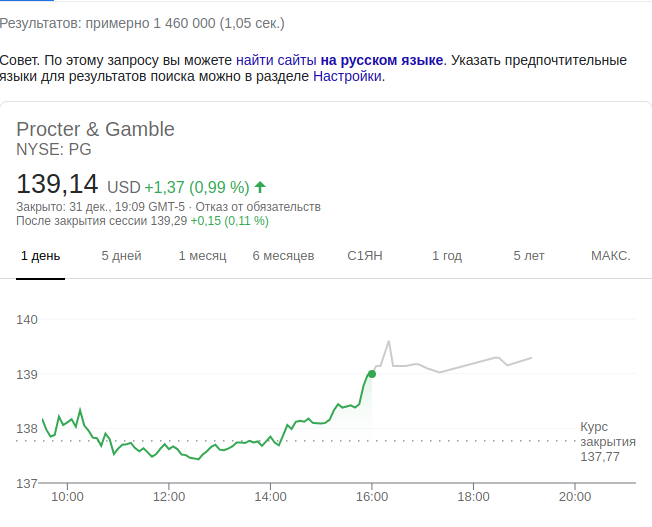 Результатов: примерно 1 460 000 (1,05 сек.)
Совет. По этому запросу вы можете найти сайты на русском языке. Указать предпочтительные
языки для результатов поиска можно в разделе Настройки.
Procter & Gamble
NYSE: PG
139,14 USD +1,37 (0,99 %)
Закрыто: 31 дек., 19:09 GMT-5 · Отказ от обязательств
После закрытия сессии 139,29 +0,15 (0,11 %)
1 день 5 дней 1 месяц 6 месяцев С1ЯН 1 год 5 лет МАКС.
140
139
138
137
Курс
закрытия
137,77
10:00 12:00 14:00 16:00 18:00 20:00